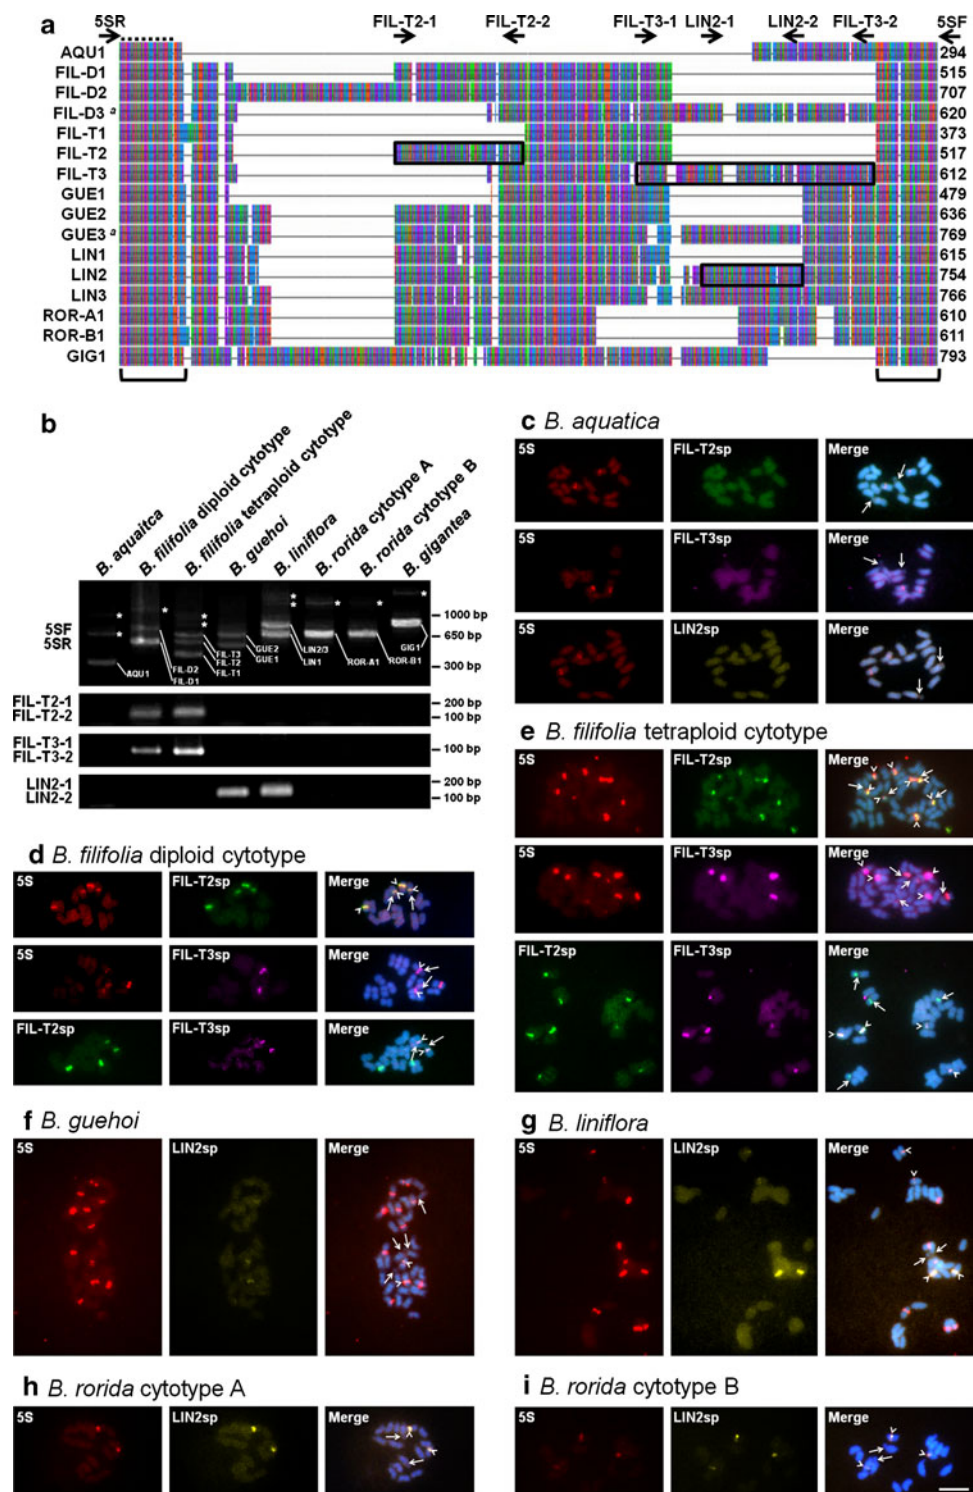 a
5SR FIL-T2-1 FIL-T2-2 FIL-T3-1 LIN2-1 LIN2-2 FIL-T3-2 5SF
AQU1 294
FIL-D1 515
FIL-D2 707
FIL-D3 a 620
FIL-T1 373
FIL-T2 517
FIL-T3 612
GUE1 479
GUE2 636
GUE3 a 769
LIN1 615
LIN2 754
LIN3 766
ROR-A1 610
ROR-B1 611
GIG1 793
b
B. aquaitca
B. filifolia diploid cytotype
B. filifolia tetraploid cytotype
B. guehoi
B. liniflora
B. rorida cytotype A
B. rorida cytotype B
B. gigantea
5SF
5SR
* * * * * * * * * *
1000 bp
650 bp
300 bp
AQU1
FIL-D2
FIL-D1
FIL-T3
FIL-T2
FIL-T1
GUE2
GUE1
LIN2/3
LIN1
ROR-A1
ROR-B1
GIG1
FIL-T2-1
FIL-T2-2
200 bp
100 bp
FIL-T3-1
FIL-T3-2
100 bp
LIN2-1
LIN2-2
200 bp
100 bp
c B. aquatica
5S FIL-T2sp Merge
5S FIL-T3sp Merge
5S LIN2sp Merge
d B. filifolia diploid cytotype
5S FIL-T2sp Merge
5S FIL-T3sp Merge
FIL-T2sp FIL-T3sp Merge
e B. filifolia tetraploid cytotype
5S FIL-T2sp Merge
5S FIL-T3sp Merge
FIL-T2sp FIL-T3sp Merge
f B. guehoi
5S LIN2sp Merge
g B. liniflora
5S LIN2sp Merge
h B. rorida cytotype A
5S LIN2sp Merge
i B. rorida cytotype B
5S LIN2sp Merge